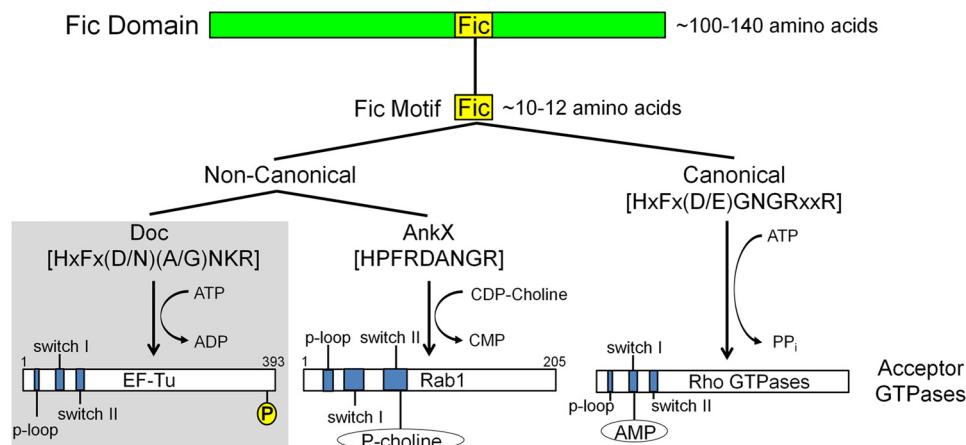 Fic Domain
Fic
~100-140 amino acids
Fic Motif
Fic
~10-12 amino acids
Non-Canonical
Canonical
[HxFx(D/E)GNGRxxR]
Doc
[HxFx(D/N)(A/G)NKR]
AnkX
[HPFRDANGR]
ATP
ADP
CDP-Choline
CMP
ATP
PPi
1
switch I
393
EF-Tu
p-loop
switch II
P
1
p-loop
switch II
205
Rab1
switch I
P-choline
switch I
Rho GTPases
p-loop
switch II
AMP
Acceptor
GTPases